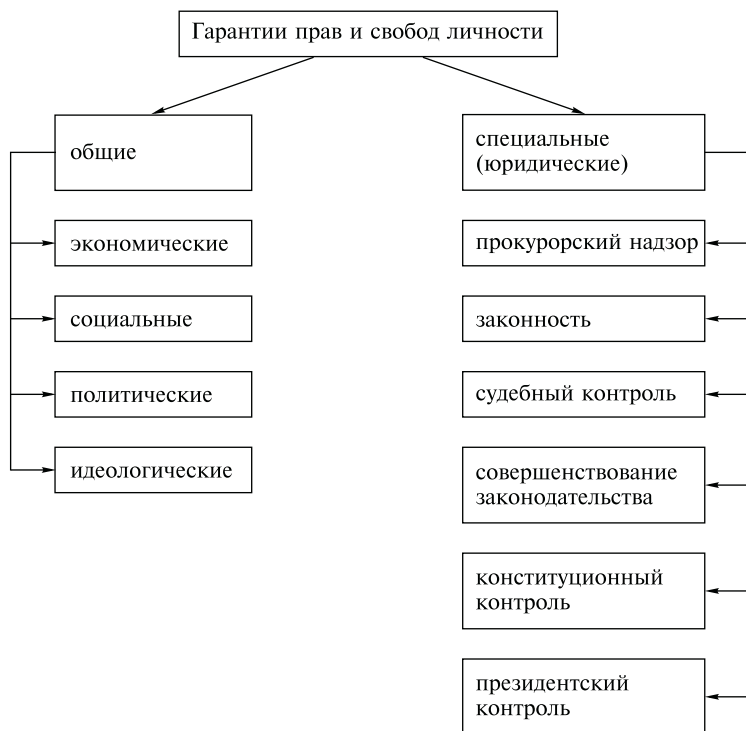 Гарантии прав и свобод личности
общие
экономические
социальные
политические
идеологические
специальные
(юридические)
прокурорский надзор
законность
судебный контроль
совершенствование
законодательства
конституционный
контроль
президентский
контроль